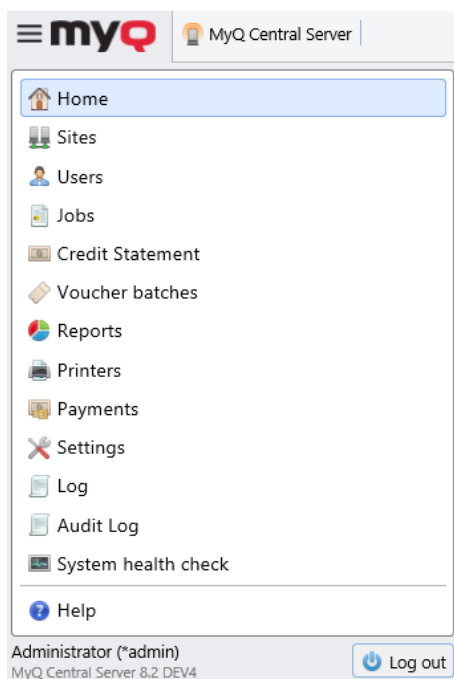 myQ
MyQ Central Server
Home
Sites
Users
Jobs
Credit Statement
Voucher batches
Reports
Printers
Payments
Settings
Log
Audit Log
System health check
Help
Administrator (*admin)
MyQ Central Server 8.2 DEV4
Log out